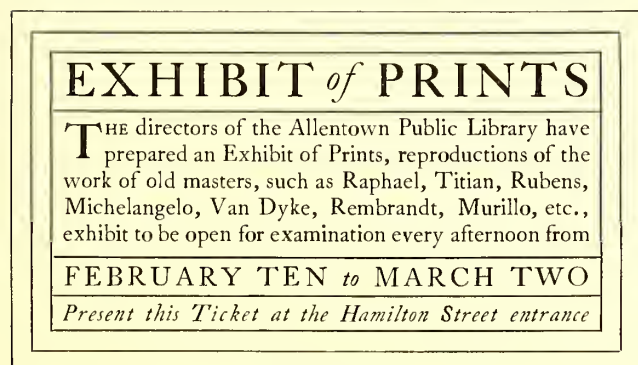 EXHIBIT of PRINTS
THE directors of the Allentown Public Library have
prepared an Exhibit of Prints, reproductions of the
work of old masters, such as Raphael, Titian, Rubens,
Michelangelo, Van Dyke, Rembrandt, Murillo, etc.,
exhibit to be open for examination every afternoon from
FEBRUARY TEN to MARCH TWO
Present this Ticket at the Hamilton Street entrance